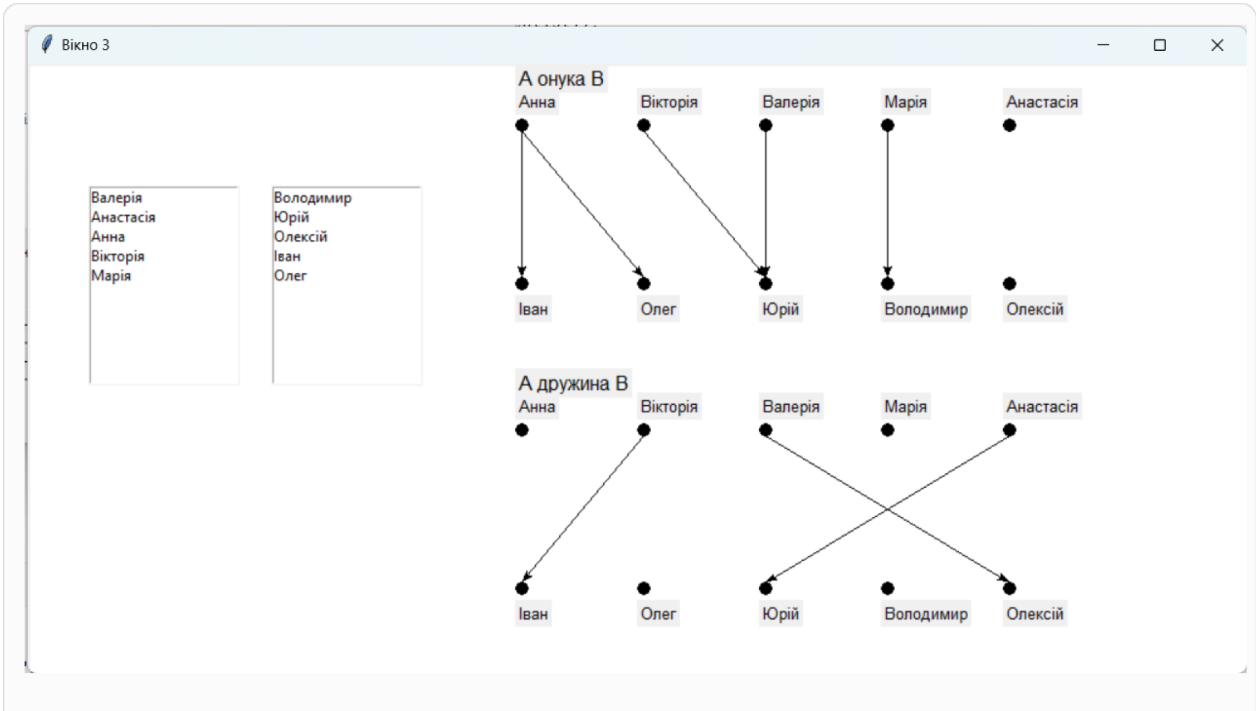 Вікно 3
Валерія
Анастасія
Анна
Вікторія
Марія
Володимир
Юрій
Олексій
Іван
Олег
А онука В
Анна Вікторія Валерія Марія Анастасія
Іван Олег Юрій Володимир Олексій
А дружина В
Анна Вікторія Валерія Марія Анастасія
Іван Олег Юрій Володимир Олексій